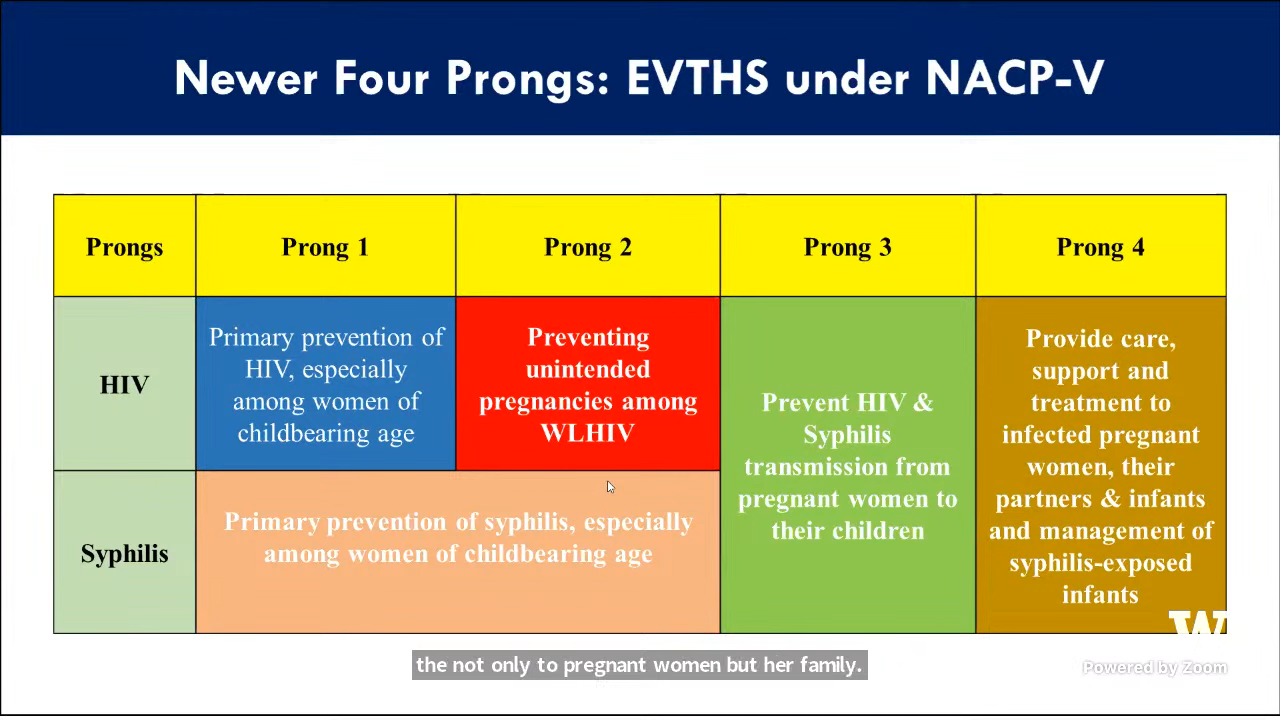 Newer Four Prongs: EVTHS under NACP-V
Prongs
Prong 1
Prong 2
Prong 3
Prong 4
HIV
Primary prevention of
HIV, especially
among women of
childbearing age
Preventing
unintended
pregnancies among
WLHIV
Prevent HIV &
Syphilis
transmission from
pregnant women to
their children
Provide care,
support and
treatment to
infected pregnant
women, their
partners & infants
and management of
syphilis-exposed
infants
Syphilis
Primary prevention of syphilis, especially
among women of childbearing age
W
the not only to pregnant women but her family.
Powered by Zoom